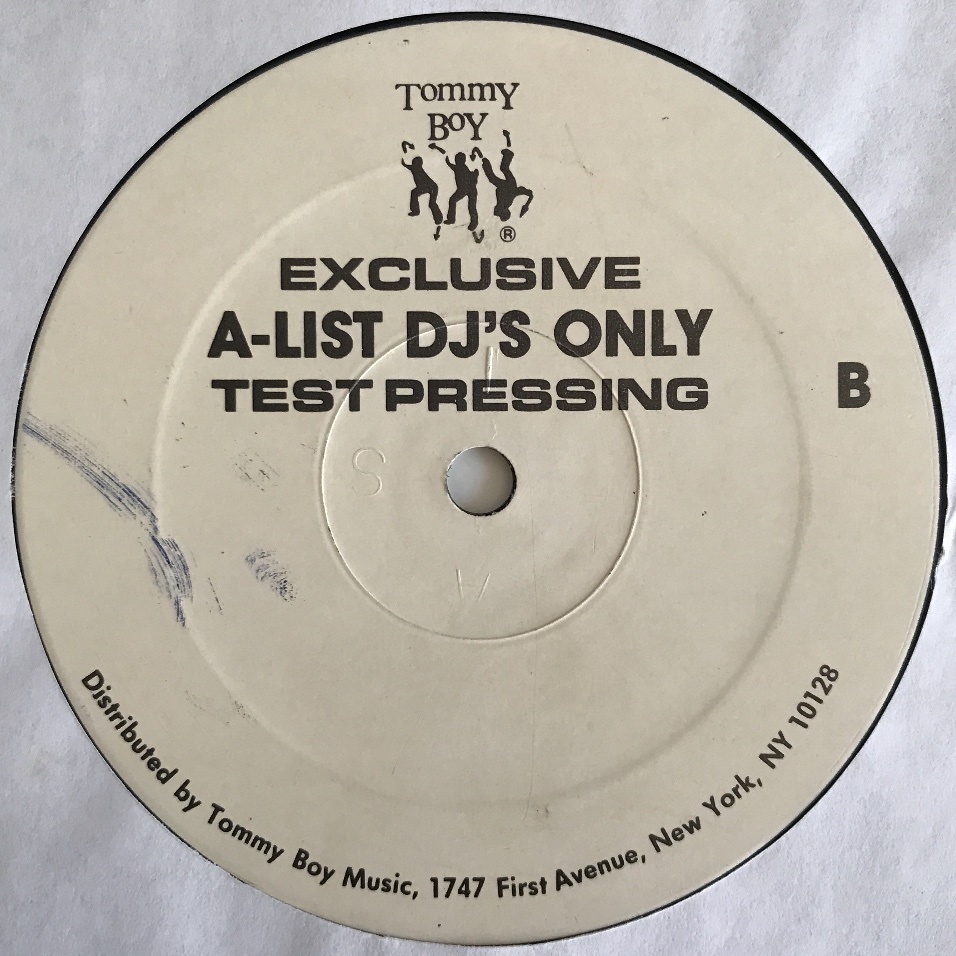 Tommy
Boy
®
EXCLUSIVE
A-LIST DJ'S ONLY
TEST PRESSING
B
S
H
Distributed by Tommy Boy Music, 1747 First Avenue, New York, NY 10128